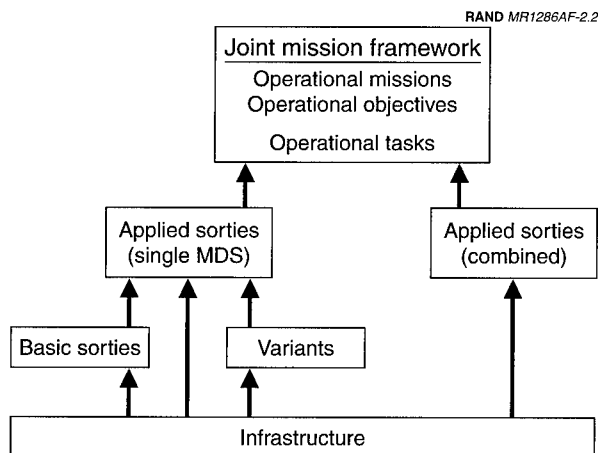 RAND MR1286AF-2.2
Joint mission framework
Operational missions
Operational objectives
Operational tasks
Applied sorties
(single MDS)
Applied sorties
(combined)
Basic sorties
Variants
Infrastructure